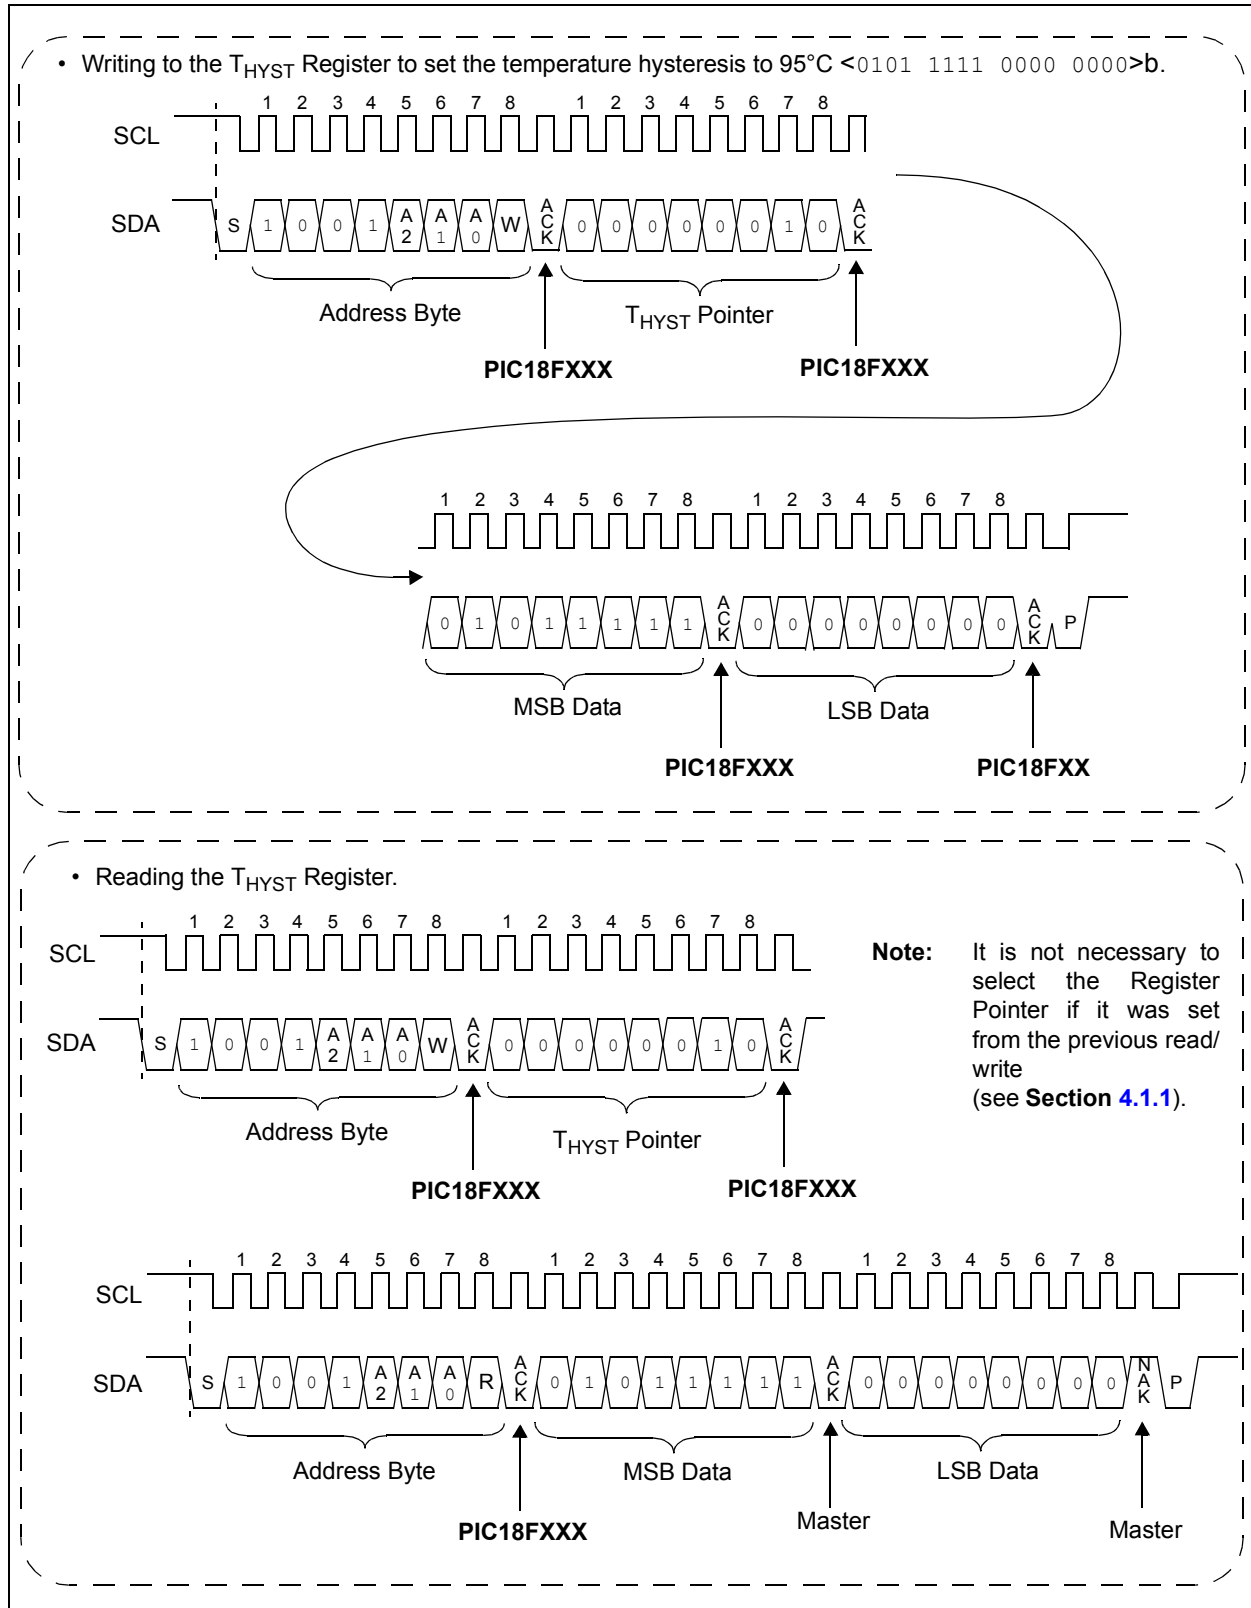 • Writing to the THYST Register to set the temperature hysteresis to 95°C <0101 1111 0000 0000>b.
1 2 3 4 5 6 7 8 1 2 3 4 5 6 7 8
SCL
SDA S 1 0 0 1 A2 A1 A0 W ACK 0 0 0 0 0 0 1 0 ACK
Address Byte THYST Pointer
PIC18FXXX PIC18FXXX
1 2 3 4 5 6 7 8 1 2 3 4 5 6 7 8
0 1 0 1 1 1 1 1 ACK 0 0 0 0 0 0 0 0 ACK P
MSB Data LSB Data
PIC18FXXX PIC18FXX
• Reading the THYST Register.
1 2 3 4 5 6 7 8 1 2 3 4 5 6 7 8
SCL
SDA S 1 0 0 1 A2 A1 A0 W ACK 0 0 0 0 0 0 1 0 ACK
Address Byte THYST Pointer
PIC18FXXX PIC18FXXX
Note: It is not necessary to
select the Register
Pointer if it was set
from the previous read/
write
(see Section 4.1.1).
1 2 3 4 5 6 7 8 1 2 3 4 5 6 7 8 1 2 3 4 5 6 7 8
SCL
SDA S 1 0 0 1 A2 A1 A0 R ACK 0 1 0 1 1 1 1 1 ACK 0 0 0 0 0 0 0 0 NAK P
Address Byte MSB Data LSB Data
PIC18FXXX Master Master